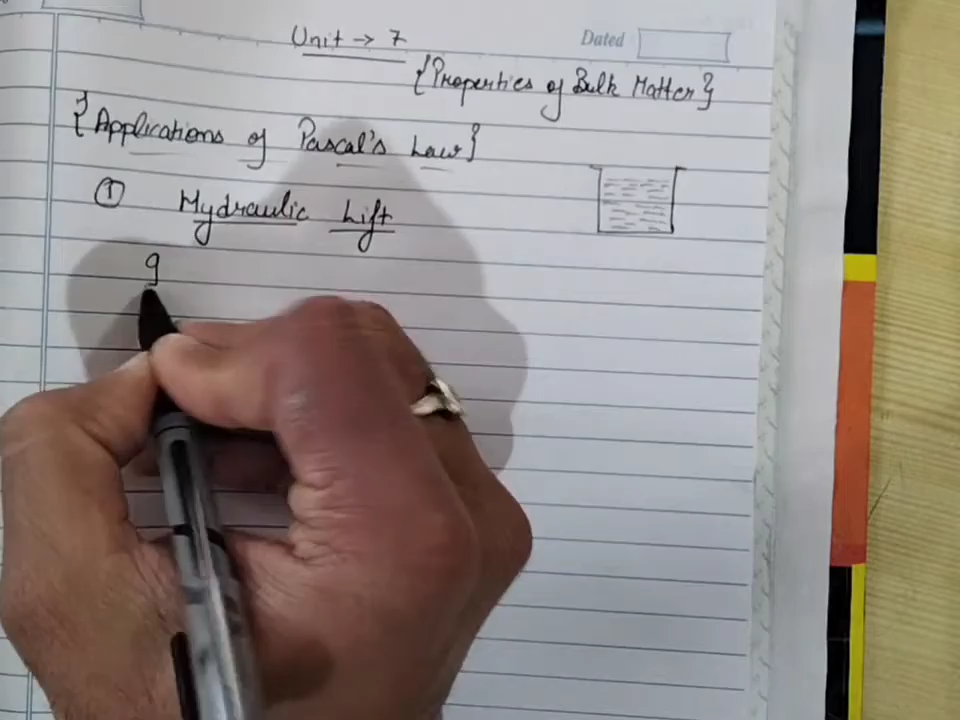 Unit → 7
Dated
{Properties of Bulk Matter}
{Applications of Pascal's Law}
① Hydraulic Lift